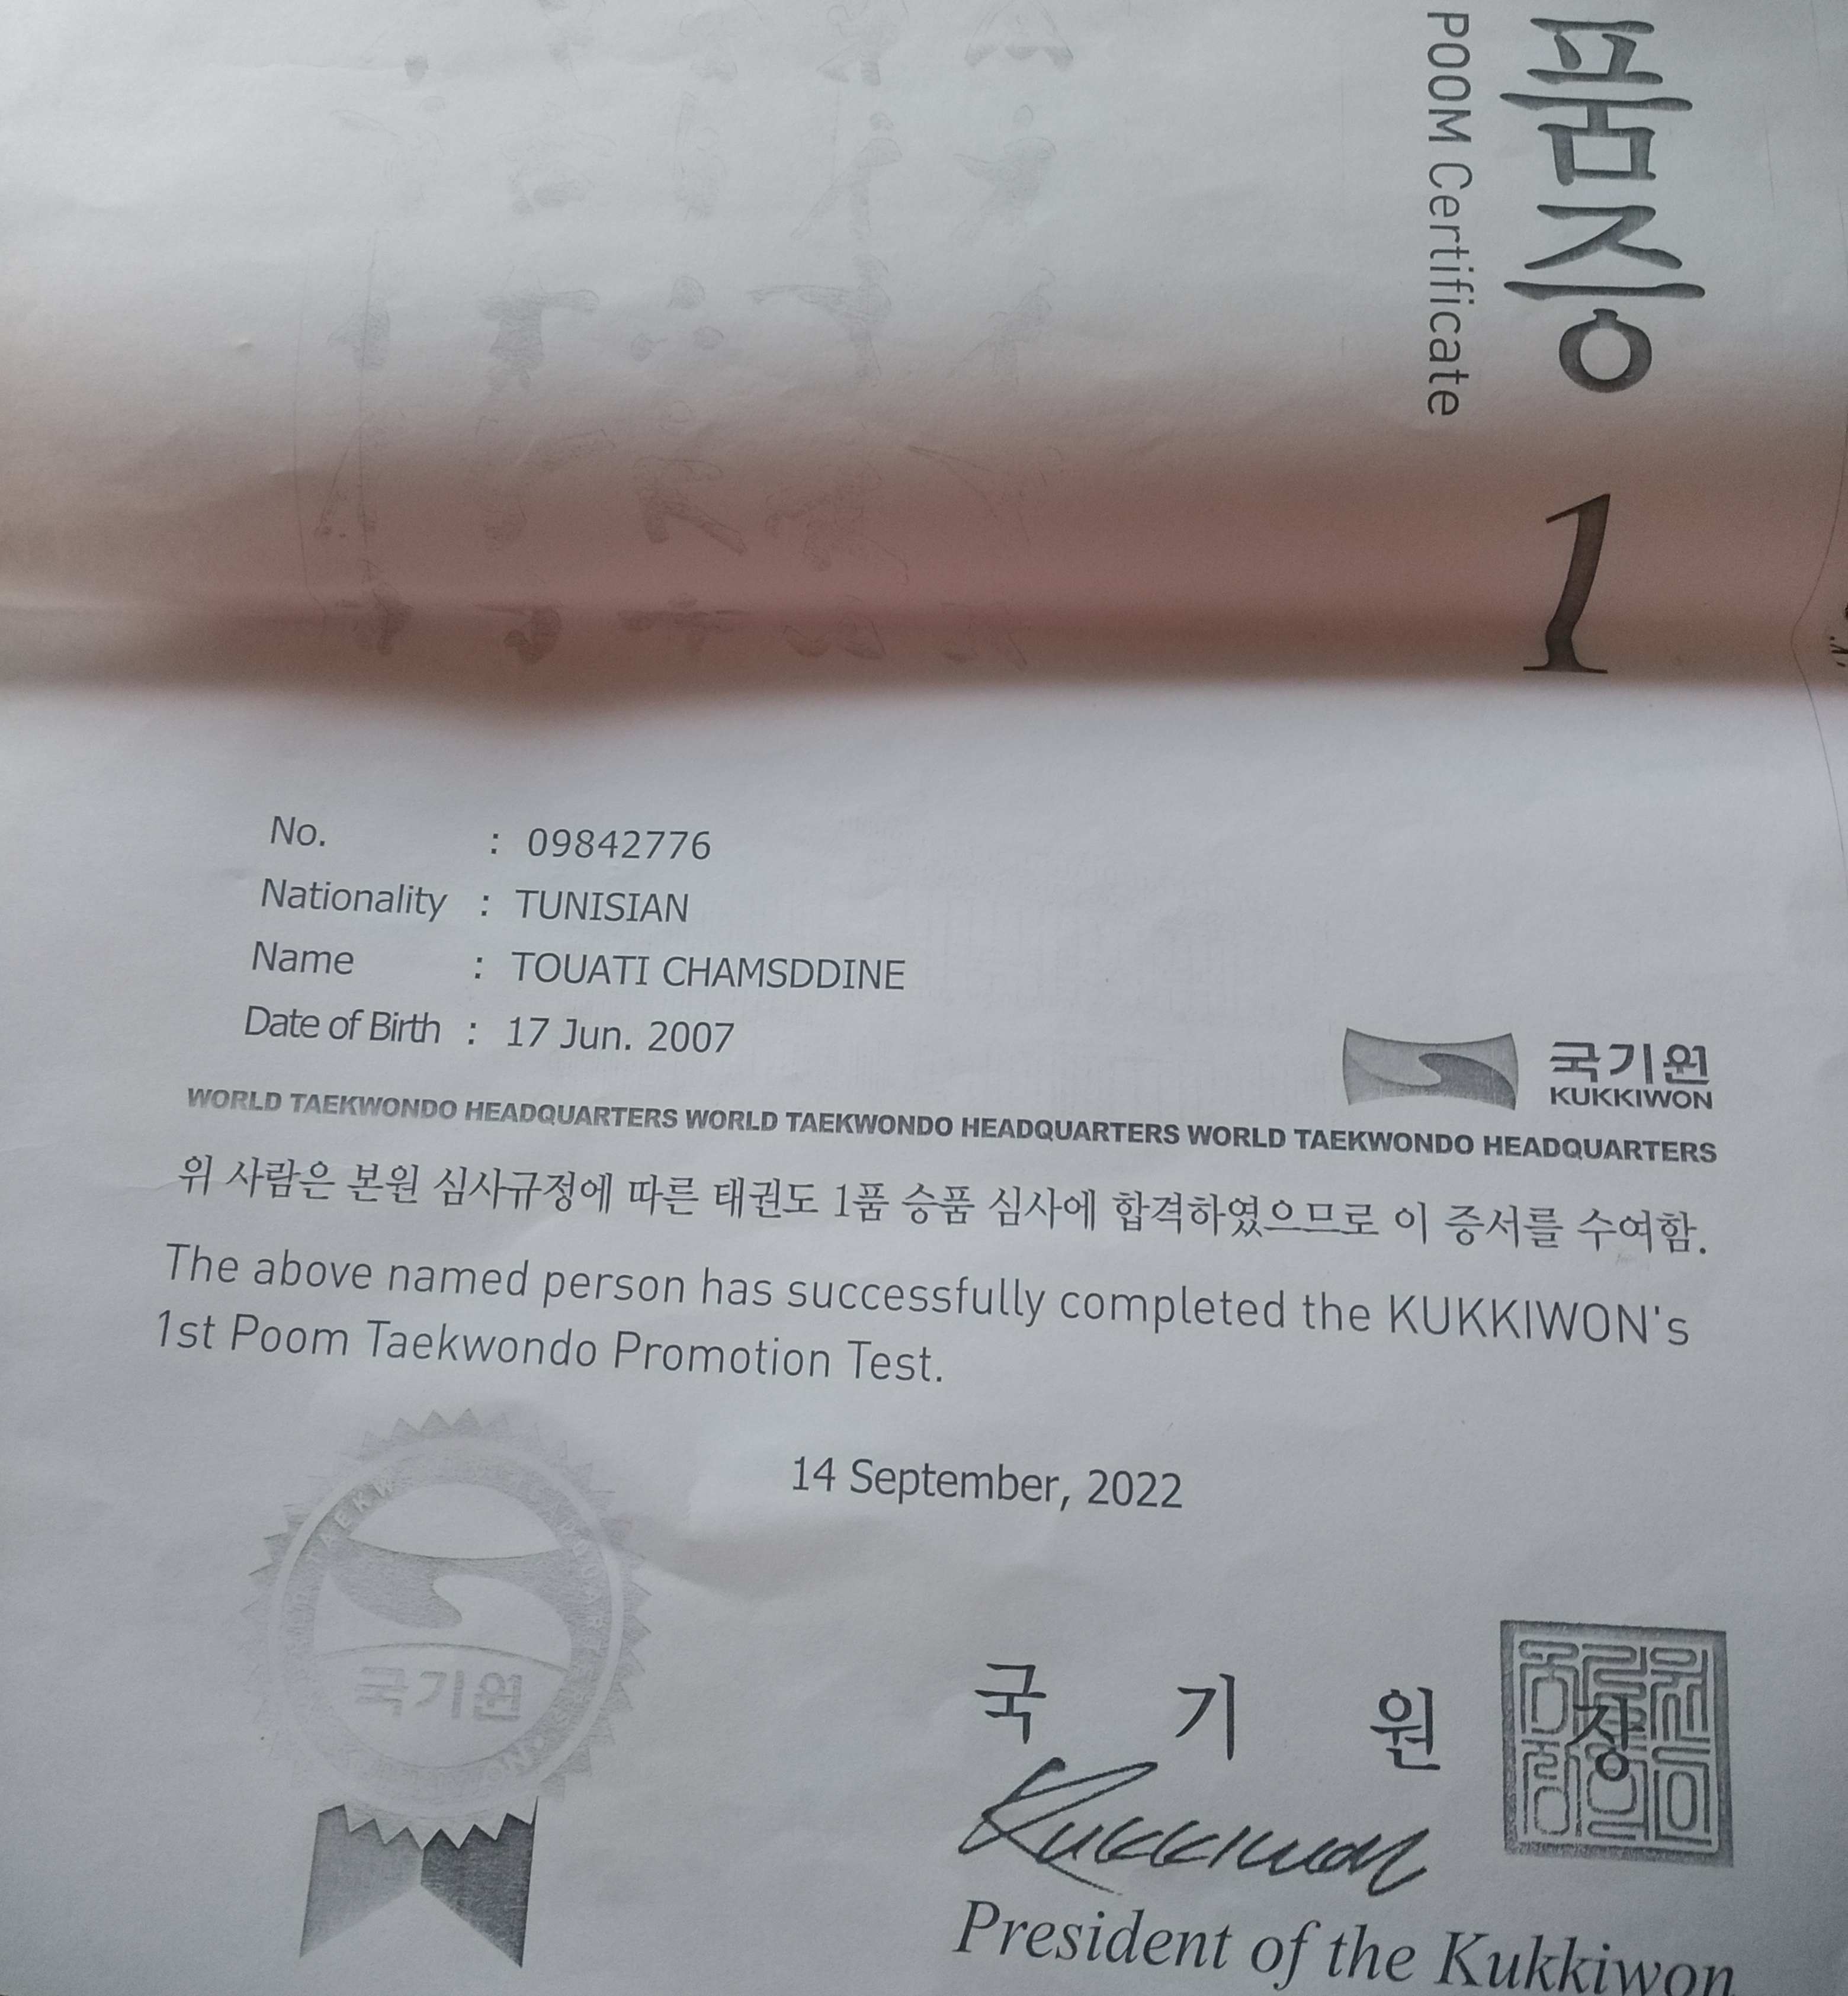 품증
POOM Certificate
1
No. : 09842776
Nationality : TUNISIAN
Name : TOUATI CHAMSDDINE
Date of Birth : 17 Jun. 2007
국기원
KUKKIWON
WORLD TAEKWONDO HEADQUARTERS WORLD TAEKWONDO HEADQUARTERS WORLD TAEKWONDO HEADQUARTERS
위 사람은 본원 심사규정에 따른 태권도 1품 승품 심사에 합격하였으므로 이 증서를 수여함.
The above named person has successfully completed the KUKKIWON's
1st Poom Taekwondo Promotion Test.
14 September, 2022
국기원
국 기 원 장
Kukkiwon
President of the Kukkiwon